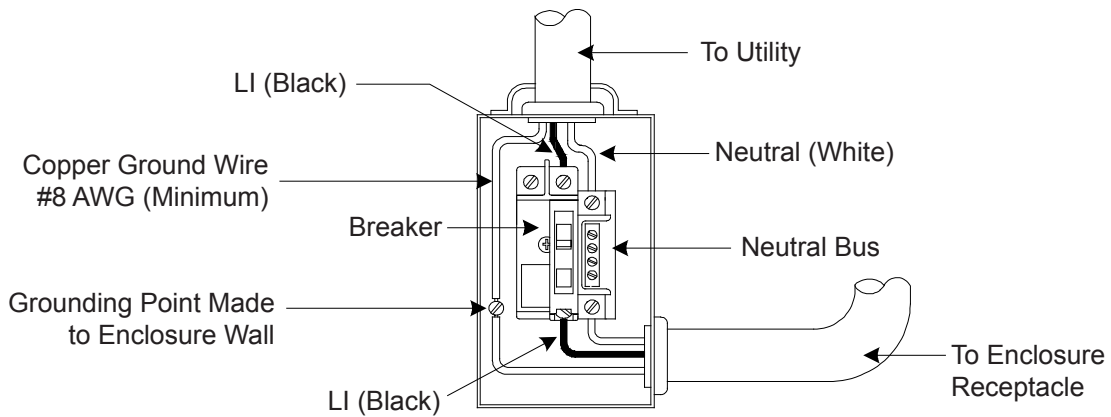 To Utility
LI (Black)
Copper Ground Wire
#8 AWG (Minimum)
Neutral (White)
Breaker
Neutral Bus
Grounding Point Made
to Enclosure Wall
To Enclosure
Receptacle
LI (Black)